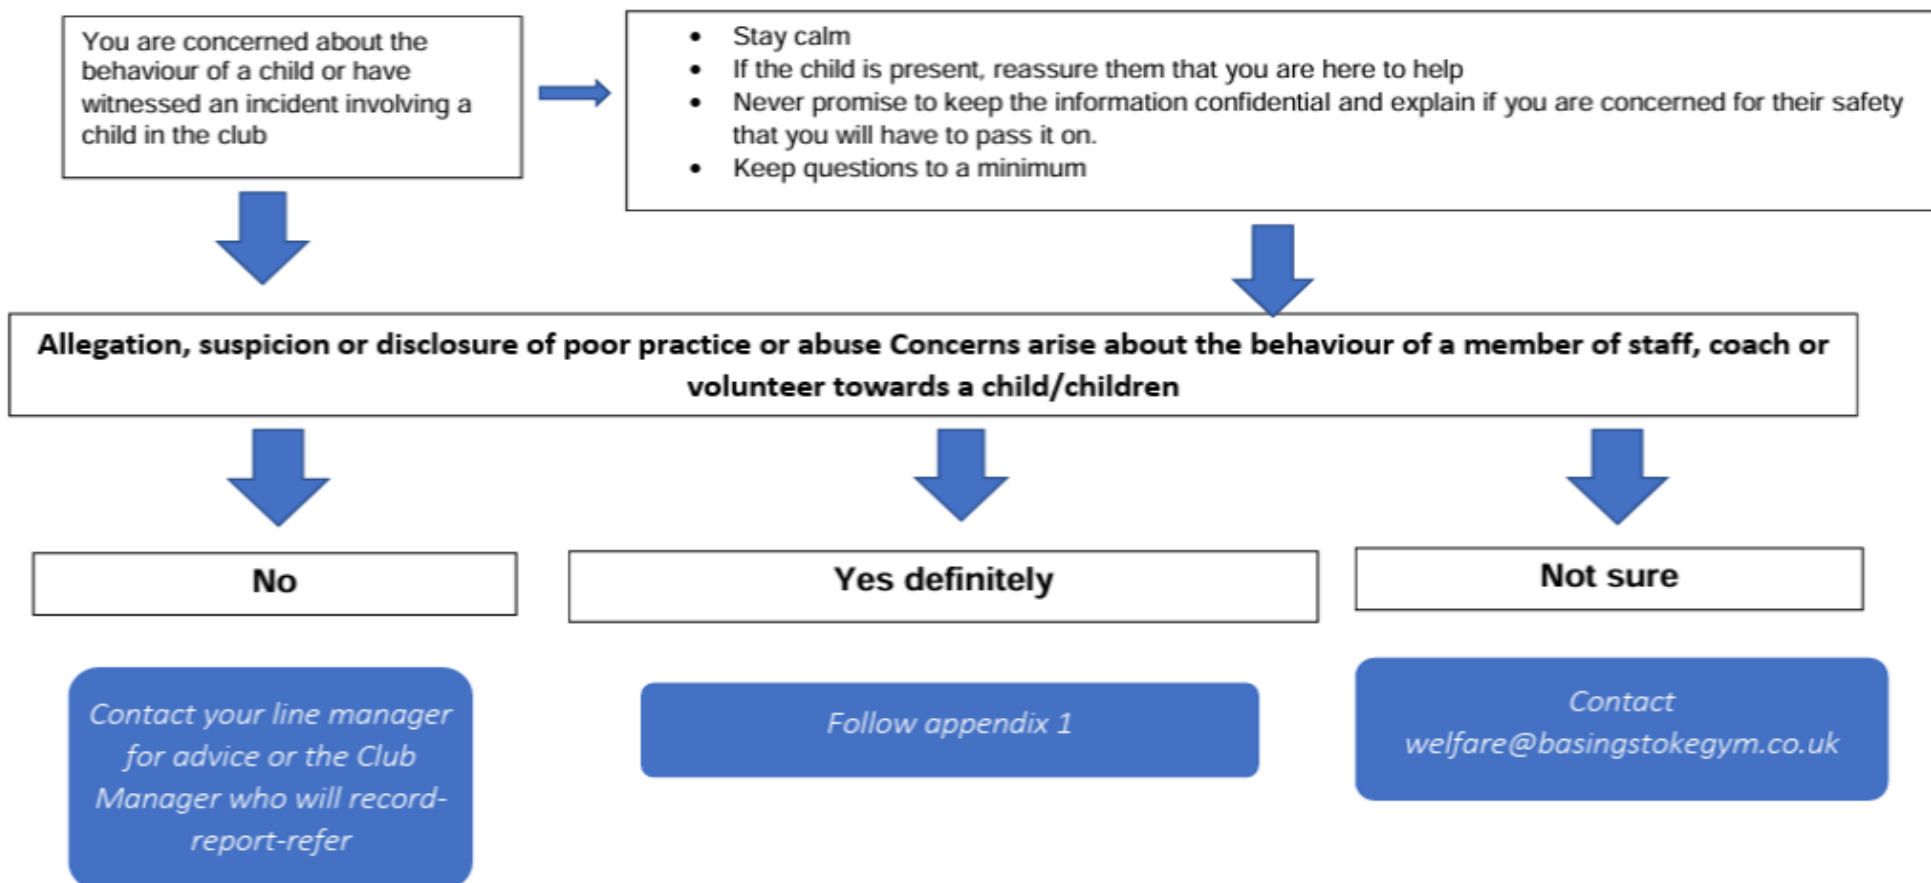 You are concerned about the
behaviour of a child or have
witnessed an incident involving a
child in the club
• Stay calm
• If the child is present, reassure them that you are here to help
• Never promise to keep the information confidential and explain if you are concerned for their safety
that you will have to pass it on.
• Keep questions to a minimum
Allegation, suspicion or disclosure of poor practice or abuse Concerns arise about the behaviour of a member of staff, coach or
volunteer towards a child/children
No
Yes definitely
Not sure
Contact your line manager
for advice or the Club
Manager who will record-
report-refer
Follow appendix 1
Contact
welfare@basingstokegym.co.uk